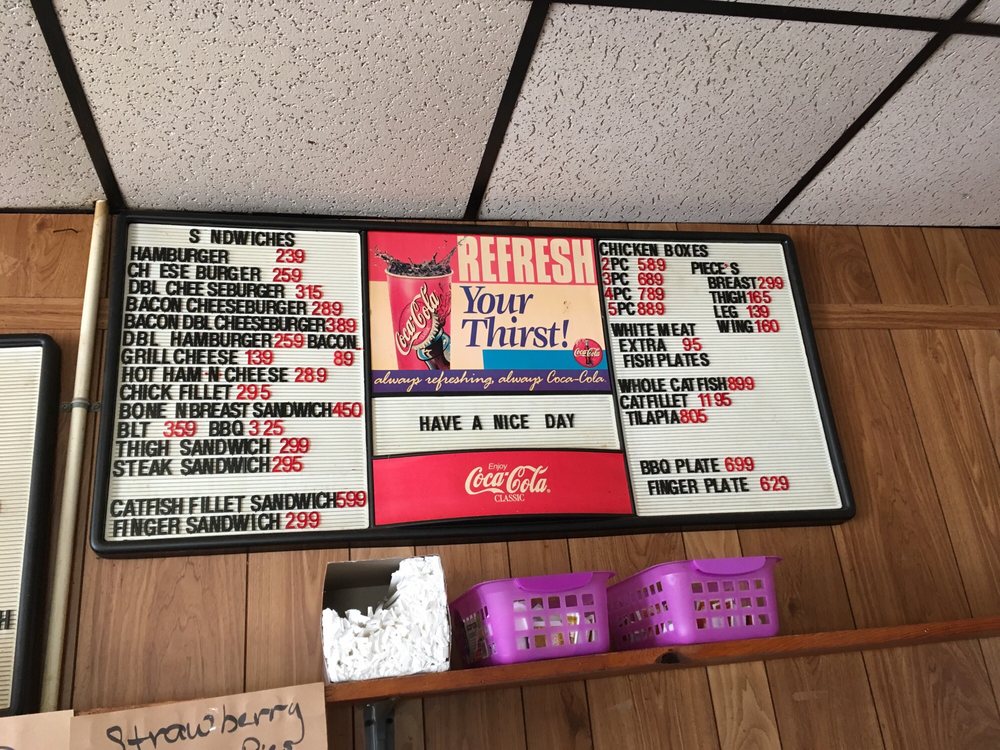 S NDWICHES
HAMBURGER 239
CH ESE BURGER 259
DBL CHEESEBURGER 315
BACON CHEESEBURGER 289
BACON DBL CHEESEBURGER 389
DBL HAMBURGER 259 BACON
GRILL CHEESE 139 89
HOT HAM N CHEESE 289
CHICK FILLET 295
BONE N BREAST SANDWICH 450
BLT 359 BBQ 325
THIGH SANDWICH 299
STEAK SANDWICH 295
CATFISH FILLET SANDWICH 599
FINGER SANDWICH 299
REFRESH
Your
Thirst!
Coca-Cola
Coca-Cola
always refreshing, always Coca-Cola.
HAVE A NICE DAY
Enjoy
Coca-Cola
CLASSIC
CHICKEN BOXES
2PC 589
3PC 689
4PC 789
5PC 889
PIECE'S
BREAST 299
THIGH 165
LEG 139
WING 160
WHITE MEAT
EXTRA 95
FISH PLATES
WHOLE CATFISH 899
CATFILLET 1195
TILAPIA 805
BBQ PLATE 699
FINGER PLATE 629
H
Strawberry